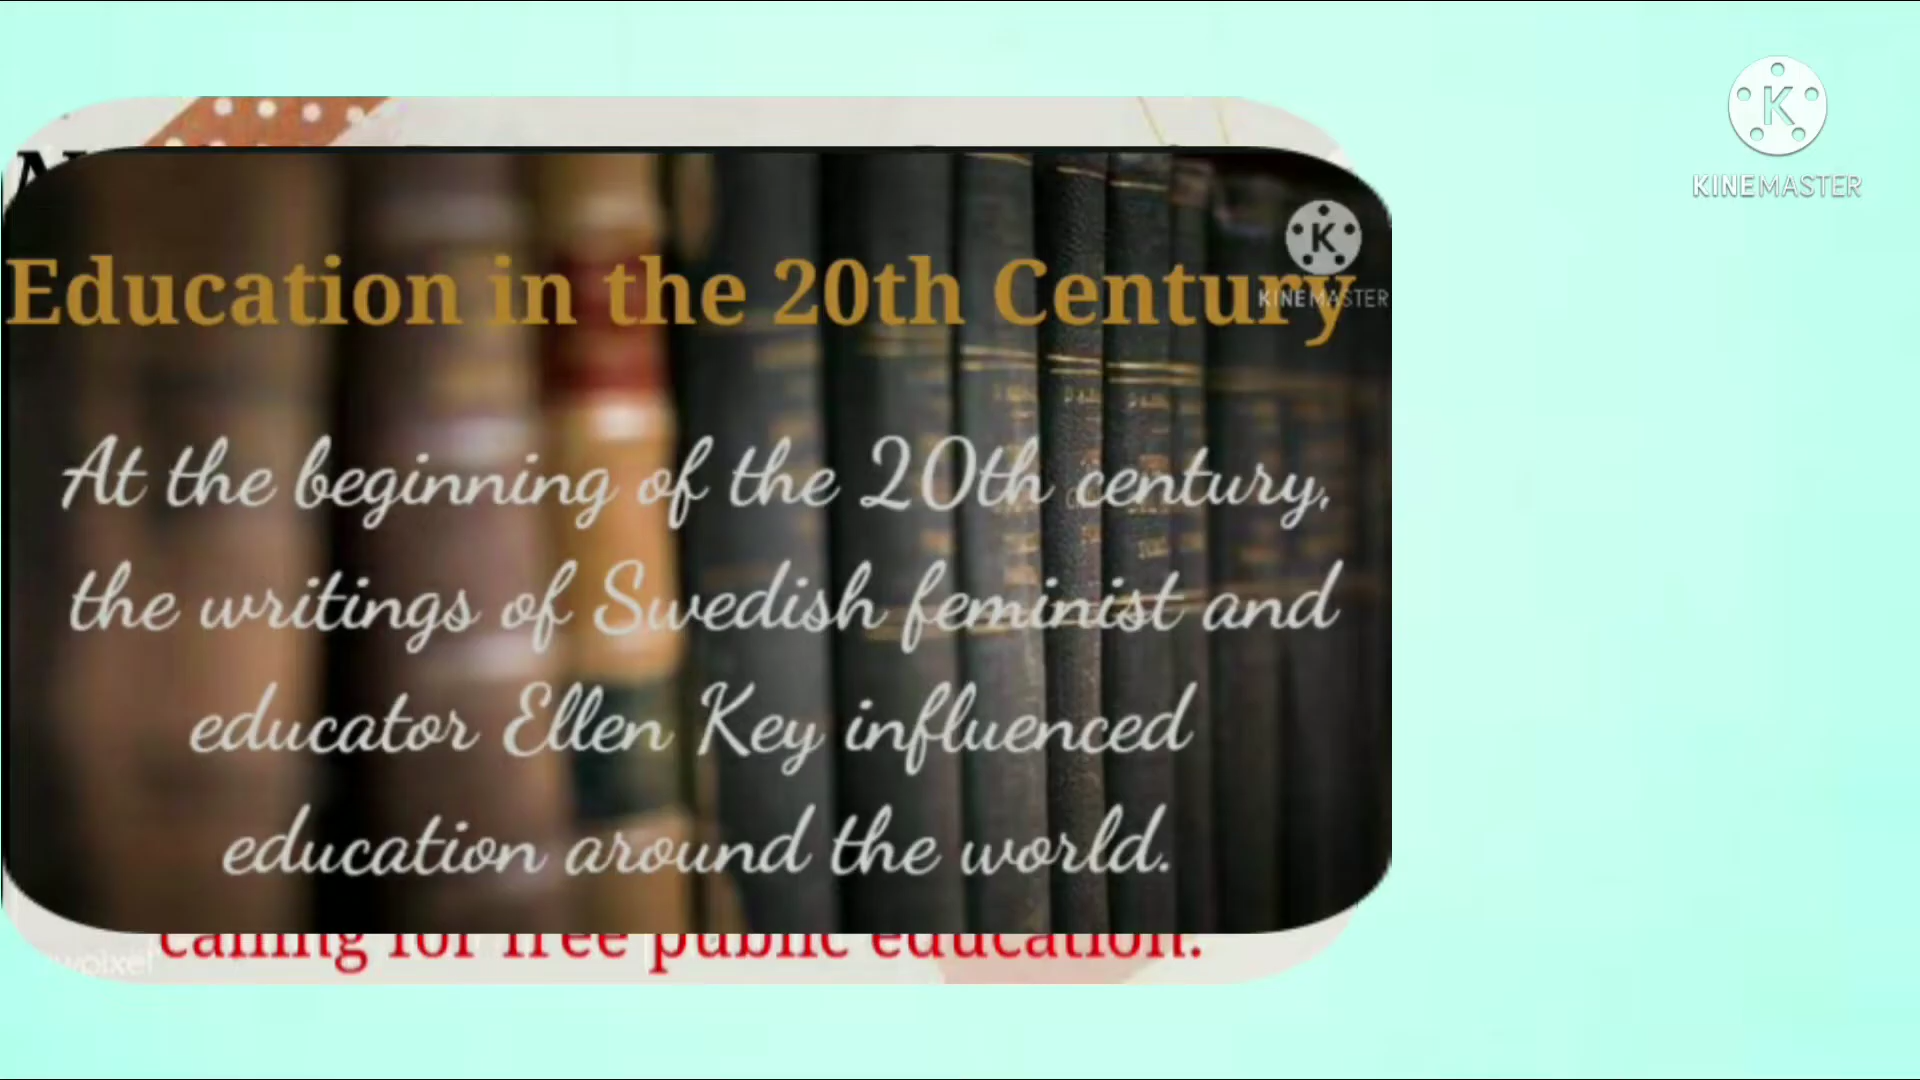 KINEMASTER
Education in the 20th Century
KINEMASTER
At the beginning of the 20th century,
the writings of Swedish feminist and
educator Ellen Key influenced
education around the world.
calling for free public education.